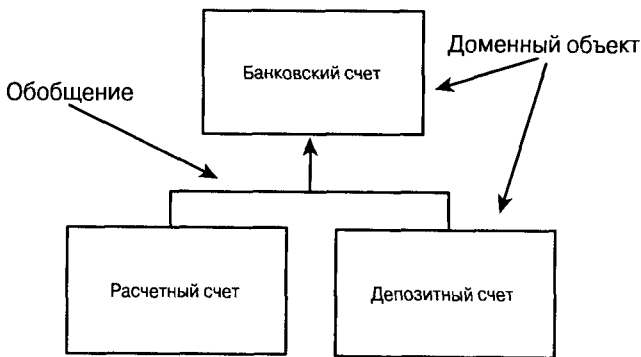 Доменный объект
Банковский счет
Обобщение
Расчетный счет
Депозитный счет